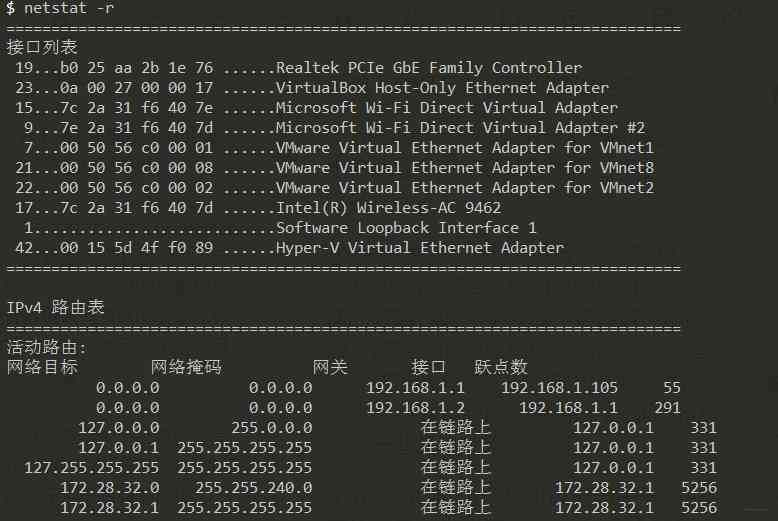 $ netstat -r
===========================================================================
接口列表
 19...b0 25 aa 2b 1e 76 ......Realtek PCIe GbE Family Controller
 23...0a 00 27 00 00 17 ......VirtualBox Host-Only Ethernet Adapter
 15...7c 2a 31 f6 40 7e ......Microsoft Wi-Fi Direct Virtual Adapter
  9...7e 2a 31 f6 40 7d ......Microsoft Wi-Fi Direct Virtual Adapter #2
  7...00 50 56 c0 00 01 ......VMware Virtual Ethernet Adapter for VMnet1
 21...00 50 56 c0 00 08 ......VMware Virtual Ethernet Adapter for VMnet8
 22...00 50 56 c0 00 02 ......VMware Virtual Ethernet Adapter for VMnet2
 17...7c 2a 31 f6 40 7d ......Intel(R) Wireless-AC 9462
  1...........................Software Loopback Interface 1
 42...00 15 5d 4f f0 89 ......Hyper-V Virtual Ethernet Adapter
===========================================================================
IPv4 路由表
===========================================================================
活动路由:
网络目标        网络掩码          网关       接口   跃点数
          0.0.0.0          0.0.0.0      192.168.1.1    192.168.1.105     55
          0.0.0.0          0.0.0.0      192.168.1.2      192.168.1.1    291
        127.0.0.0        255.0.0.0            在链路上         127.0.0.1    331
        127.0.0.1  255.255.255.255            在链路上         127.0.0.1    331
  127.255.255.255  255.255.255.255            在链路上         127.0.0.1    331
      172.28.32.0    255.255.240.0            在链路上       172.28.32.1   5256
      172.28.32.1  255.255.255.255            在链路上       172.28.32.1   5256